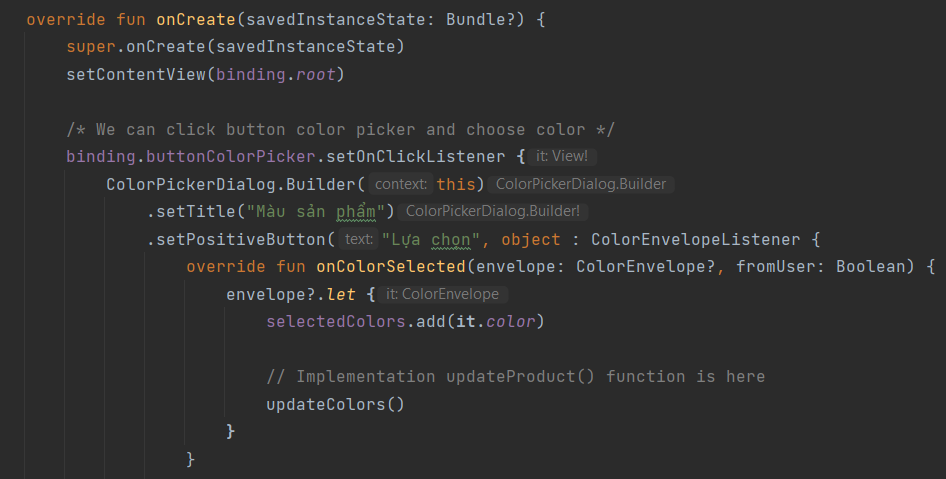 override fun onCreate(savedInstanceState: Bundle?) {
super.onCreate(savedInstanceState)
setContentView(binding.root)
/* We can click button color picker and choose color */
binding.buttonColorPicker.setOnClickListener { it: View!
ColorPickerDialog.Builder( context: this) ColorPickerDialog.Builder
.setTitle("Màu sản phẩm") ColorPickerDialog.Builder!
.setPositiveButton( text: "Lựa chọn", object : ColorEnvelopeListener {
override fun onColorSelected(envelope: ColorEnvelope?, fromUser: Boolean) {
envelope?.let { it: ColorEnvelope
selectedColors.add(it.color)
// Implementation updateProduct() function is here
updateColors()
}
}